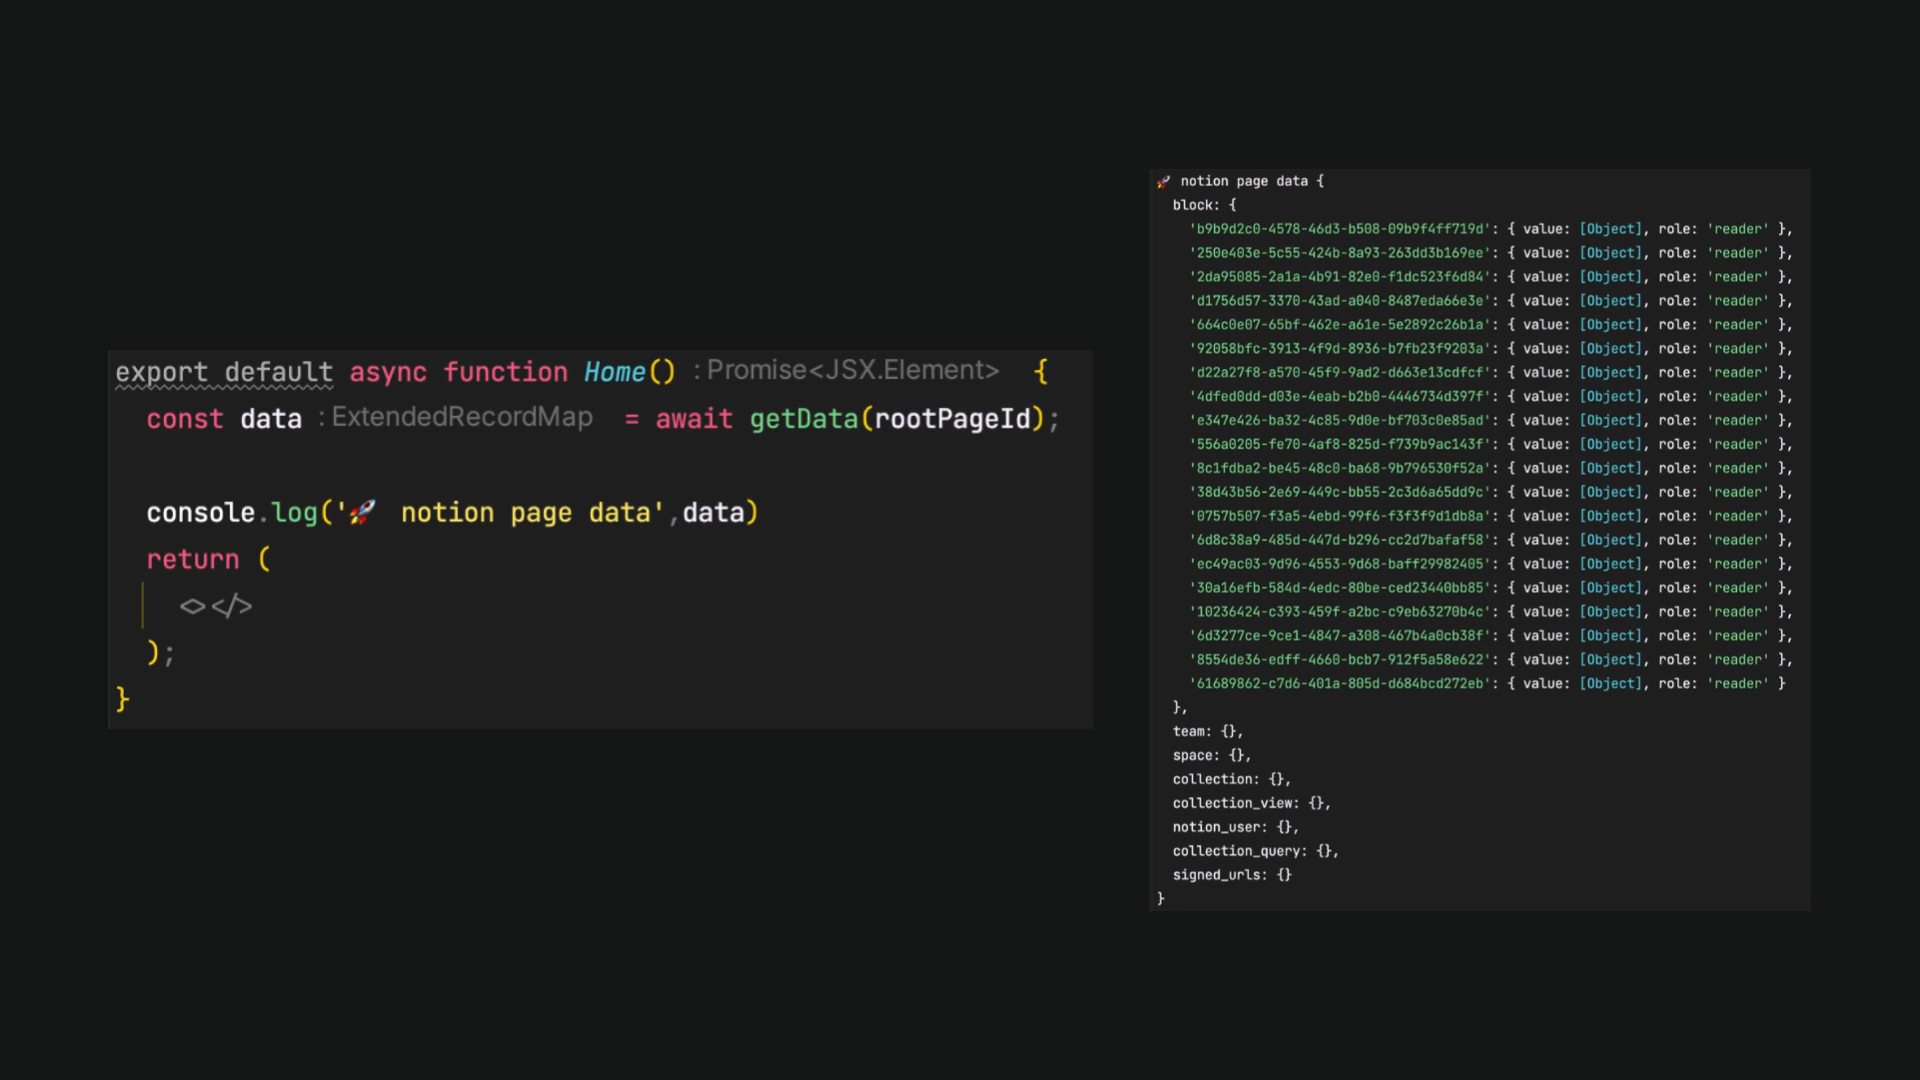 export default async function Home() : Promise<JSX.Element> {
const data : ExtendedRecordMap = await getData(rootPageId);
console.log('🚀 notion page data',data)
return (
<></>
);
}
🚀 notion page data {
block: {
'b9b9d2c0-4578-46d3-b508-09b9f4ff719d': { value: [Object], role: 'reader' },
'250e403e-5c55-424b-8a93-263dd3b169ee': { value: [Object], role: 'reader' },
'2da95085-2a1a-4b91-82e0-f1dc523f6d84': { value: [Object], role: 'reader' },
'd1756d57-3370-43ad-a040-8487eda66e3e': { value: [Object], role: 'reader' },
'664c0e07-65bf-462e-a61e-5e2892c26b1a': { value: [Object], role: 'reader' },
'92058bfc-3913-4f9d-8936-b7fb23f9203a': { value: [Object], role: 'reader' },
'd22a27f8-a570-45f9-9ad2-d663e13cdfcf': { value: [Object], role: 'reader' },
'4dfed0dd-d03e-4eab-b2b0-4446734d397f': { value: [Object], role: 'reader' },
'e347e426-ba32-4c85-9d0e-bf703c0e85ad': { value: [Object], role: 'reader' },
'556a0205-fe70-4af8-825d-f739b9ac143f': { value: [Object], role: 'reader' },
'8c1fdba2-be45-48c0-ba68-9b796530f52a': { value: [Object], role: 'reader' },
'38d43b56-2e69-449c-bb55-2c3d6a65dd9c': { value: [Object], role: 'reader' },
'0757b507-f3a5-4ebd-99f6-f3f3f9d1db8a': { value: [Object], role: 'reader' },
'6d8c38a9-485d-447d-b296-cc2d7bafaf58': { value: [Object], role: 'reader' },
'ec49ac03-9d96-4553-9d68-baff29982405': { value: [Object], role: 'reader' },
'30a16efb-584d-4edc-80be-ced23440bb85': { value: [Object], role: 'reader' },
'10236424-c393-459f-a2bc-c9eb63270b4c': { value: [Object], role: 'reader' },
'6d3277ce-9ce1-4847-a308-467b4a0cb38f': { value: [Object], role: 'reader' },
'8554de36-edff-4660-bcb7-912f5a58e622': { value: [Object], role: 'reader' },
'61689862-c7d6-401a-805d-d684bcd272eb': { value: [Object], role: 'reader' }
},
team: {},
space: {},
collection: {},
collection_view: {},
notion_user: {},
collection_query: {},
signed_urls: {}
}